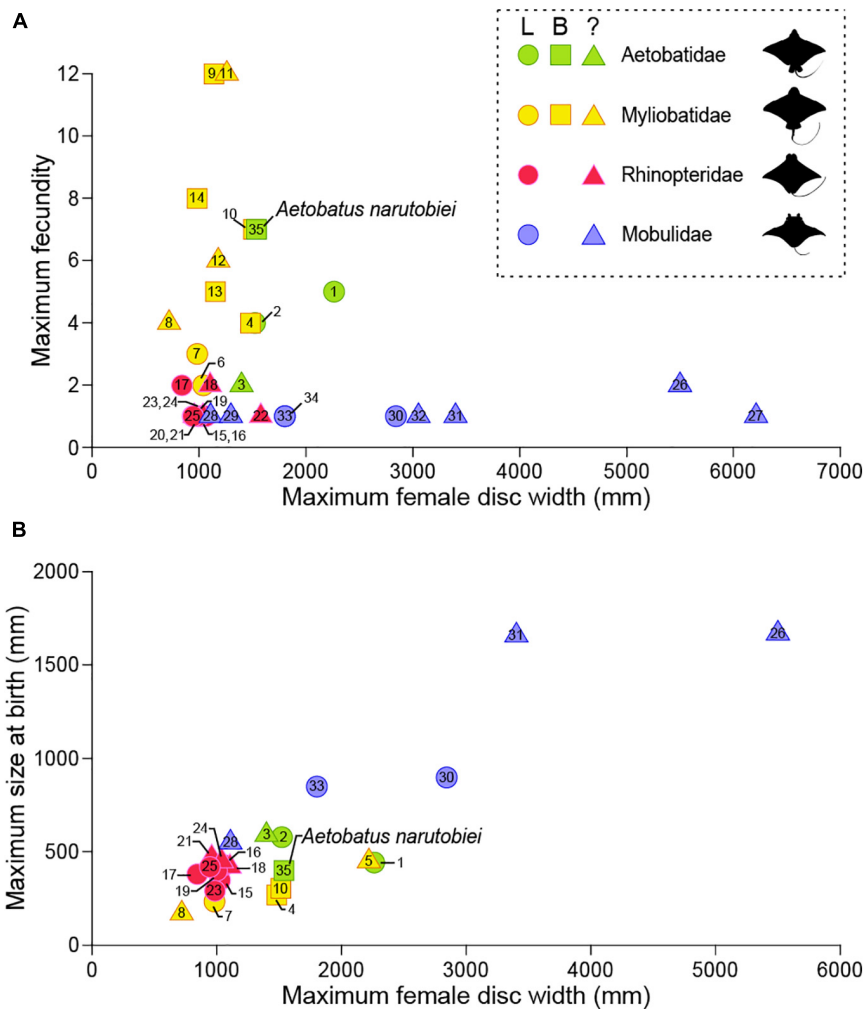 A
L B ?
Aetobatidae
Myliobatidae
Rhinopteridae
Mobulidae
Maximum fecundity
12
10
8
6
4
2
0
9 11
14
10 35 Aetobatus narutobiei
12
13 1
8 4 2
7
6
17 18 3 26
23, 24 19 34
25 28 29 22 33 30 32 31 27
20, 21 15, 16
0 1000 2000 3000 4000 5000 6000 7000
Maximum female disc width (mm)
B
Maximum size at birth (mm)
2000
1500
1000
500
0
31 26
33 30
24 3 2
21 28 Aetobatus narutobiei
25 16 5 1
17 18 35
19 23 15 10
8 7 4
0 1000 2000 3000 4000 5000 6000
Maximum female disc width (mm)